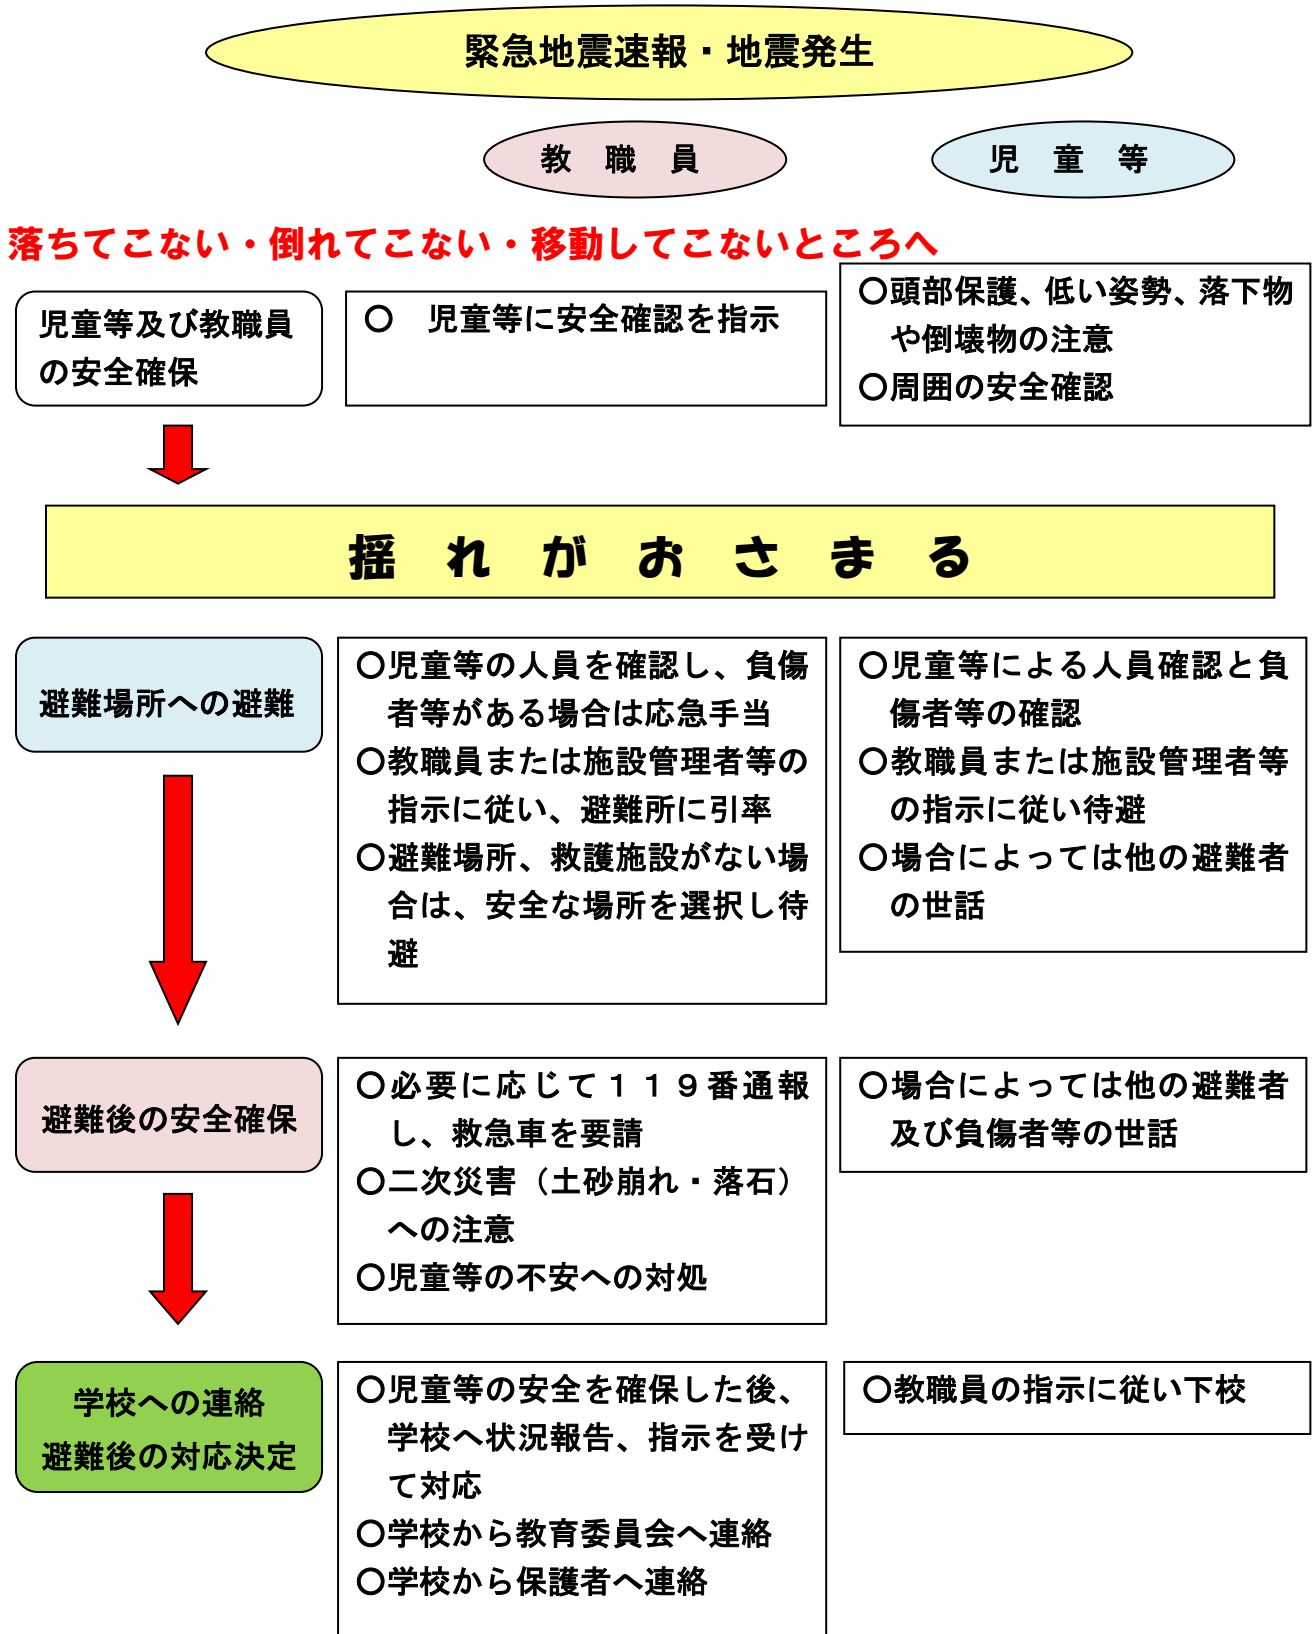 緊急地震速報・地震発生
教　職　員
児　童　等
落ちてこない・倒れてこない・移動してこないところへ
児童等及び教職員
の安全確保
〇　児童等に安全確認を指示
〇頭部保護、低い姿勢、落下物
や倒壊物の注意
〇周囲の安全確認
揺　れ　が　お　さ　ま　る
避難場所への避難
〇児童等の人員を確認し、負傷
者等がある場合は応急手当
〇教職員または施設管理者等の
指示に従い、避難所に引率
〇避難場所、救護施設がない場
合は、安全な場所を選択し待
避
〇児童等による人員確認と負
傷者等の確認
〇教職員または施設管理者等
の指示に従い待避
〇場合によっては他の避難者
の世話
避難後の安全確保
〇必要に応じて１１９番通報
し、救急車を要請
〇二次災害（土砂崩れ・落石）
への注意
〇児童等の不安への対処
〇場合によっては他の避難者
及び負傷者等の世話
学校への連絡
避難後の対応決定
〇児童等の安全を確保した後、
学校へ状況報告、指示を受け
て対応
〇学校から教育委員会へ連絡
〇学校から保護者へ連絡
〇教職員の指示に従い下校